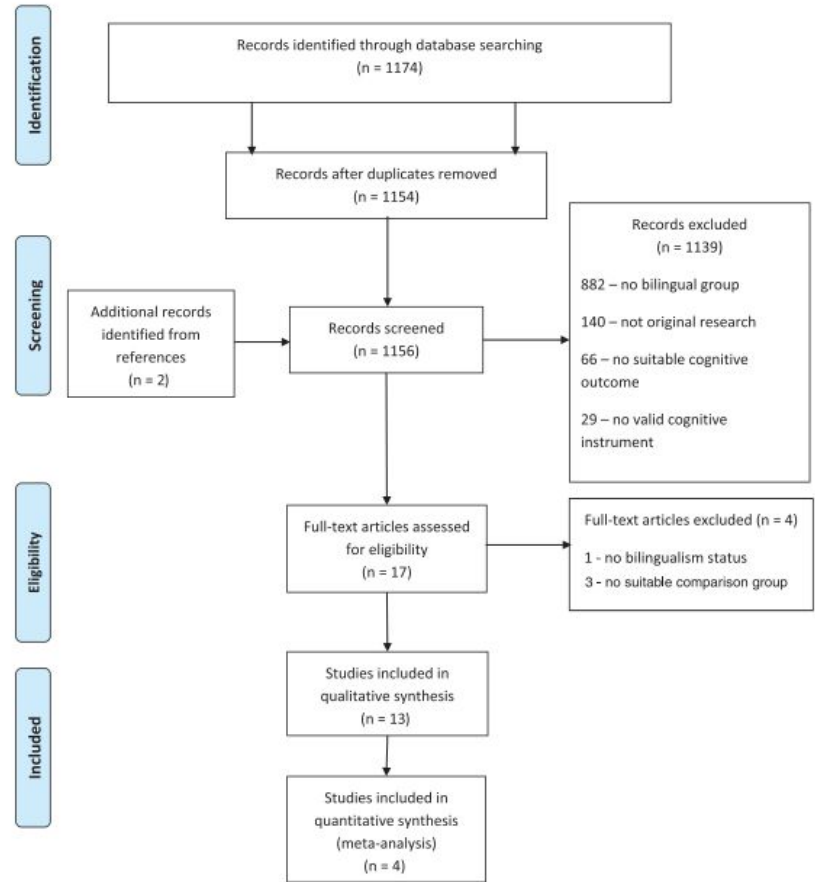 Identification
Records identified through database searching
(n = 1174)
Records after duplicates removed
(n = 1154)
Screening
Additional records
identified from
references
(n = 2)
Records screened
(n = 1156)
Records excluded
(n = 1139)
882 – no bilingual group
140 – not original research
66 – no suitable cognitive
outcome
29 – no valid cognitive
instrument
Eligibility
Full-text articles assessed
for eligibility
(n = 17)
Full-text articles excluded (n = 4)
1 - no bilingualism status
3 - no suitable comparison group
Included
Studies included in
qualitative synthesis
(n = 13)
Studies included in
quantitative synthesis
(meta-analysis)
(n = 4)